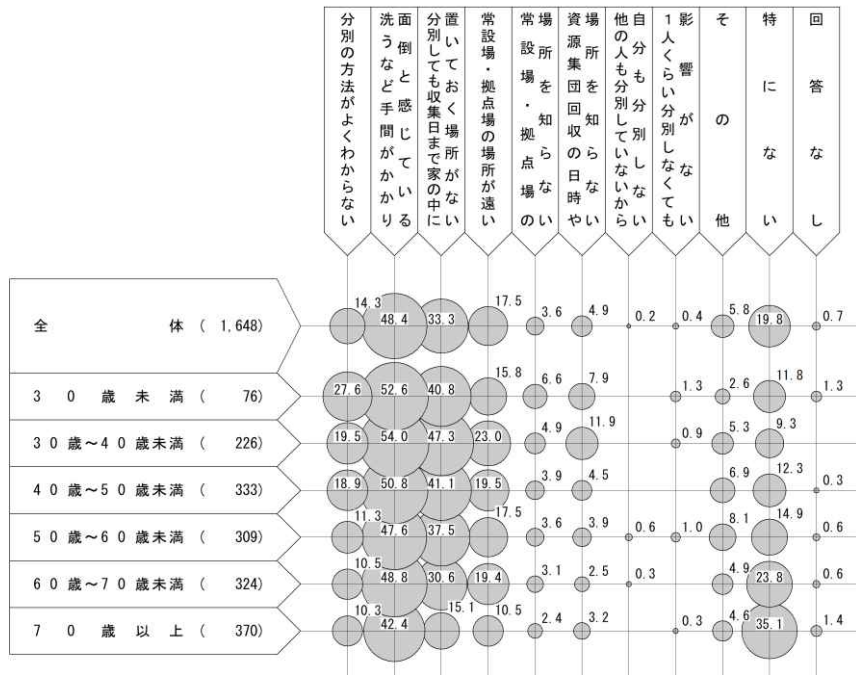 分別の方法がよくわからない
洗うなど手間がかかり
面倒と感じている
分別しても収集日まで家の中に
置いておく場所がない
常設場・拠点場の場所が遠い
常設場・拠点場の
場所を知らない
資源集団回収の日時や
場所を知らない
他の人も分別していないから
自分も分別しない
1人くらい分別しなくても
影響がない
その他
特にない
回答なし
全体 ( 1,648) 14.3 48.4 33.3 17.5 3.6 4.9 0.2 0.4 5.8 19.8 0.7
30歳未満 ( 76) 27.6 52.6 40.8 15.8 6.6 7.9 1.3 2.6 11.8 1.3
30歳~40歳未満 ( 226) 19.5 54.0 47.3 23.0 4.9 11.9 0.9 5.3 9.3
40歳~50歳未満 ( 333) 18.9 50.8 41.1 19.5 3.9 4.5 6.9 12.3 0.3
50歳~60歳未満 ( 309) 11.3 47.6 37.5 17.5 3.6 3.9 0.6 1.0 8.1 14.9 0.6
60歳~70歳未満 ( 324) 10.5 48.8 30.6 19.4 3.1 2.5 0.3 4.9 23.8 0.6
70歳以上 ( 370) 10.3 42.4 15.1 10.5 2.4 3.2 0.3 4.6 35.1 1.4